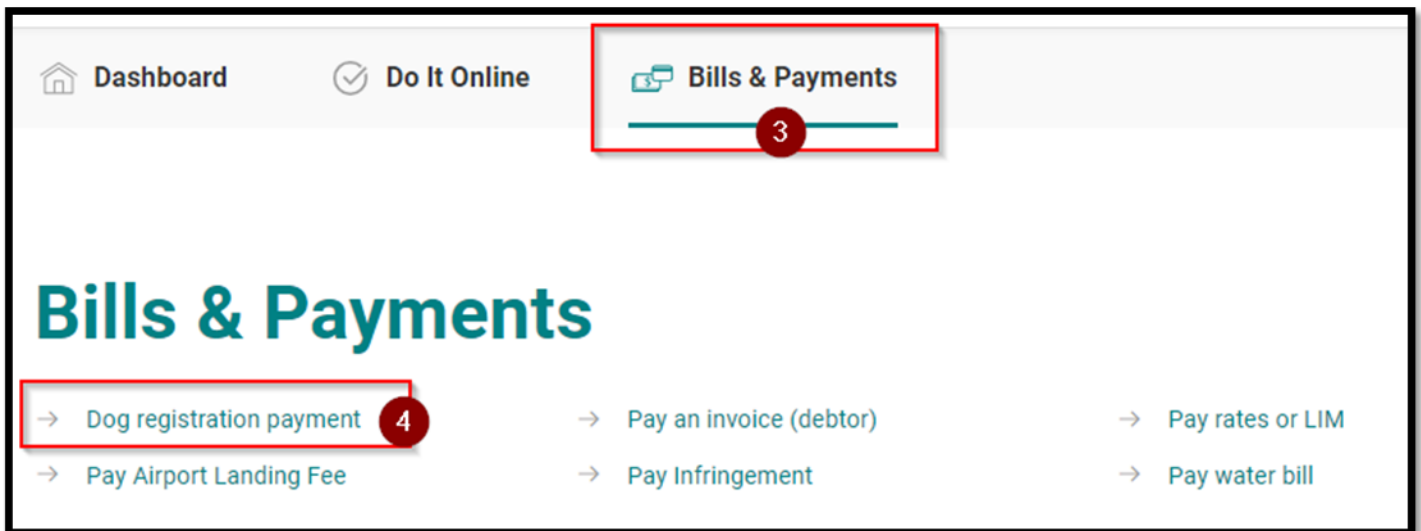 Dashboard Do It Online Bills & Payments
3
Bills & Payments
Dog registration payment 4 Pay an invoice (debtor) Pay rates or LIM
Pay Airport Landing Fee Pay Infringement Pay water bill